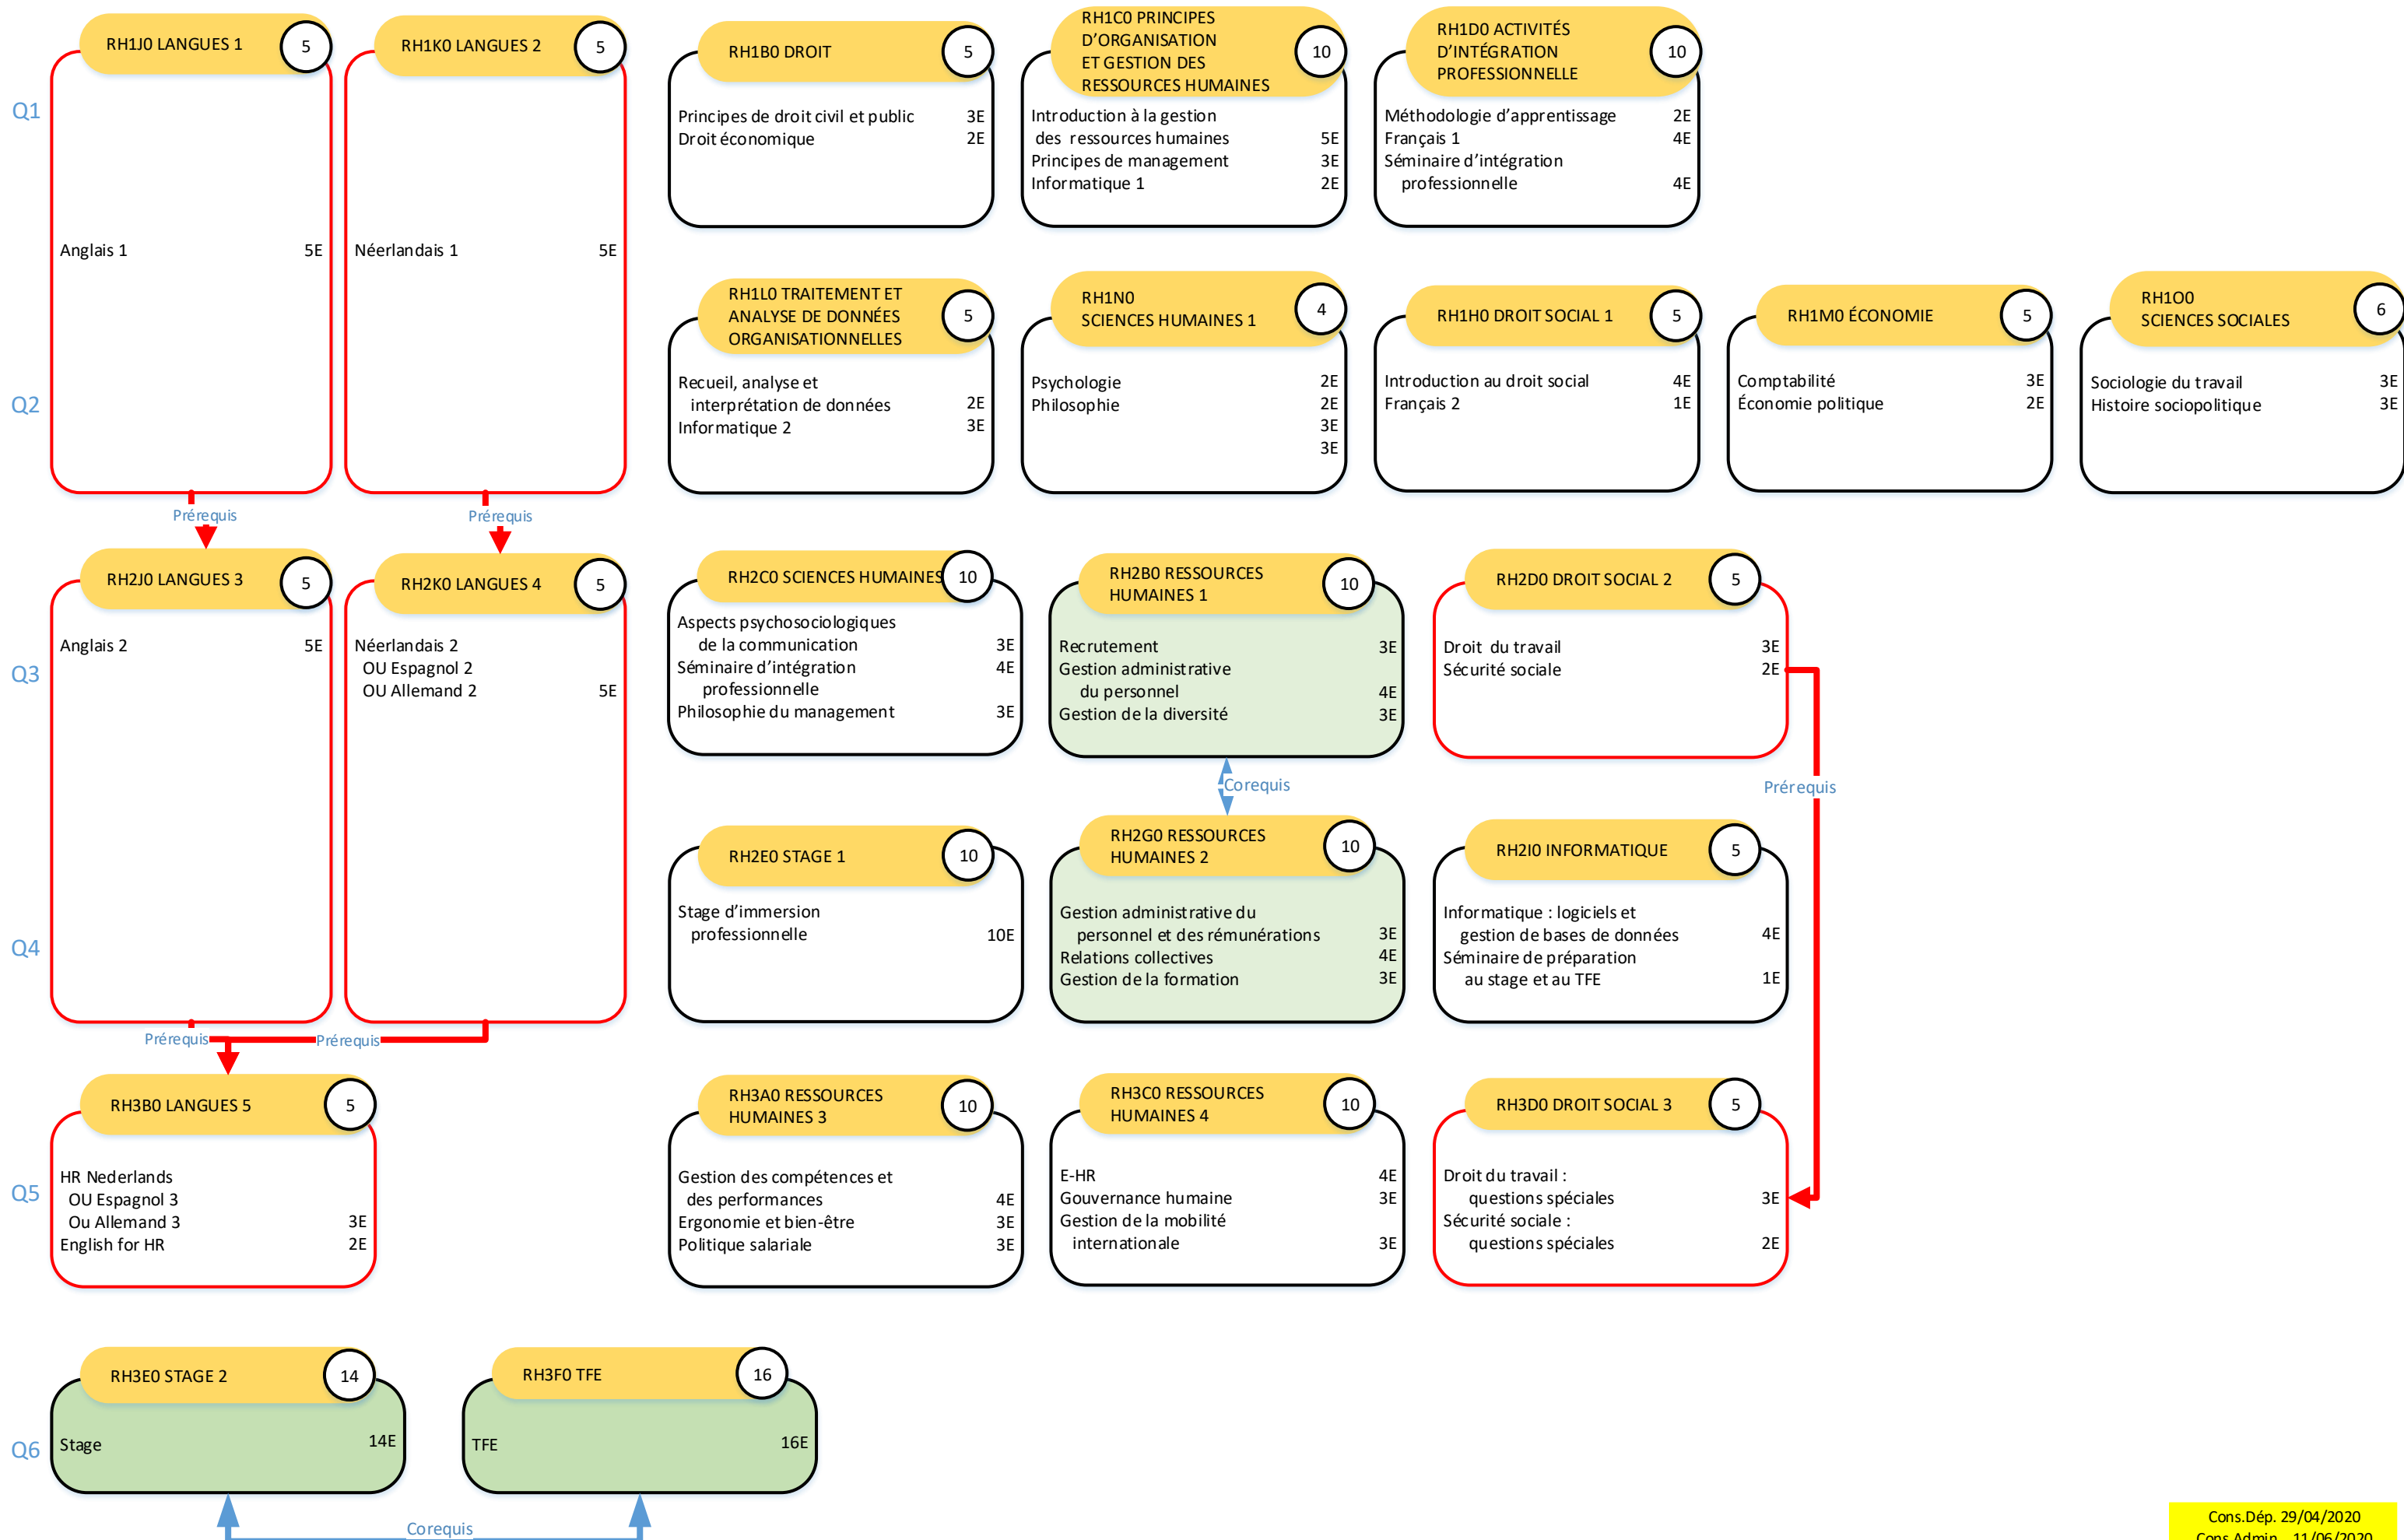 Q1
RH1J0 LANGUES 1
5
Anglais 1 5E
RH1K0 LANGUES 2
5
Néerlandais 1 5E
RH1B0 DROIT
5
Principes de droit civil et public 3E
Droit économique 2E
RH1C0 PRINCIPES
D’ORGANISATION
ET GESTION DES
RESSOURCES HUMAINES
10
Introduction à la gestion
des ressources humaines 5E
Principes de management 3E
Informatique 1 2E
RH1D0 ACTIVITÉS
D’INTÉGRATION
PROFESSIONNELLE
10
Méthodologie d’apprentissage 2E
Français 1 4E
Séminaire d’intégration
professionnelle 4E
Q2
RH1L0 TRAITEMENT ET
ANALYSE DE DONNÉES
ORGANISATIONNELLES
5
Recueil, analyse et
interprétation de données 2E
Informatique 2 3E
RH1N0
SCIENCES HUMAINES 1
4
Psychologie 2E
Philosophie 2E
3E
3E
RH1H0 DROIT SOCIAL 1
5
Introduction au droit social 4E
Français 2 1E
RH1M0 ÉCONOMIE
5
Comptabilité 3E
Économie politique 2E
RH1O0
SCIENCES SOCIALES
6
Sociologie du travail 3E
Histoire sociopolitique 3E
Prérequis
Prérequis
Q3
RH2J0 LANGUES 3
5
Anglais 2 5E
RH2K0 LANGUES 4
5
Néerlandais 2
OU Espagnol 2
OU Allemand 2 5E
RH2C0 SCIENCES HUMAINES
10
Aspects psychosociologiques
de la communication 3E
Séminaire d’intégration 4E
professionnelle
Philosophie du management 3E
RH2B0 RESSOURCES
HUMAINES 1
10
Recrutement 3E
Gestion administrative
du personnel 4E
Gestion de la diversité 3E
RH2D0 DROIT SOCIAL 2
5
Droit du travail 3E
Sécurité sociale 2E
Corequis
Prérequis
Q4
RH2E0 STAGE 1
10
Stage d’immersion
professionnelle 10E
RH2G0 RESSOURCES
HUMAINES 2
10
Gestion administrative du
personnel et des rémunérations 3E
Relations collectives 4E
Gestion de la formation 3E
RH2I0 INFORMATIQUE
5
Informatique : logiciels et
gestion de bases de données 4E
Séminaire de préparation
au stage et au TFE 1E
Prérequis
Prérequis
Q5
RH3B0 LANGUES 5
5
HR Nederlands
OU Espagnol 3
Ou Allemand 3 3E
English for HR 2E
RH3A0 RESSOURCES
HUMAINES 3
10
Gestion des compétences et
des performances 4E
Ergonomie et bien-être 3E
Politique salariale 3E
RH3C0 RESSOURCES
HUMAINES 4
10
E-HR 4E
Gouvernance humaine 3E
Gestion de la mobilité
internationale 3E
RH3D0 DROIT SOCIAL 3
5
Droit du travail :
questions spéciales 3E
Sécurité sociale :
questions spéciales 2E
Q6
RH3E0 STAGE 2
14
Stage 14E
RH3F0 TFE
16
TFE 16E
Corequis
Cons.Dép. 29/04/2020
Cons.Admin. 11/06/2020